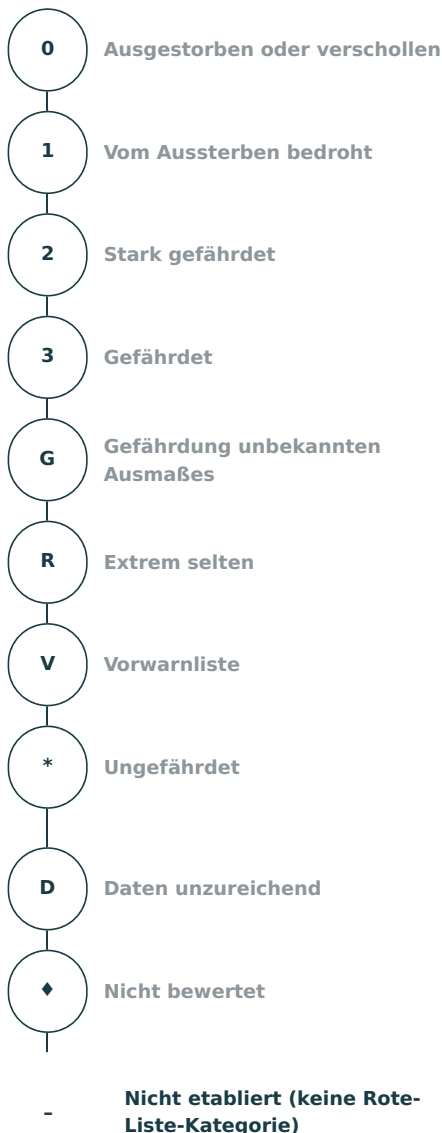 0 Ausgestorben oder verschollen
1 Vom Aussterben bedroht
2 Stark gefährdet
3 Gefährdet
G Gefährdung unbekannten
Ausmaßes
R Extrem selten
V Vorwarnliste
* Ungefährdet
D Daten unzureichend
♦ Nicht bewertet
– Nicht etabliert (keine Rote-
Liste-Kategorie)